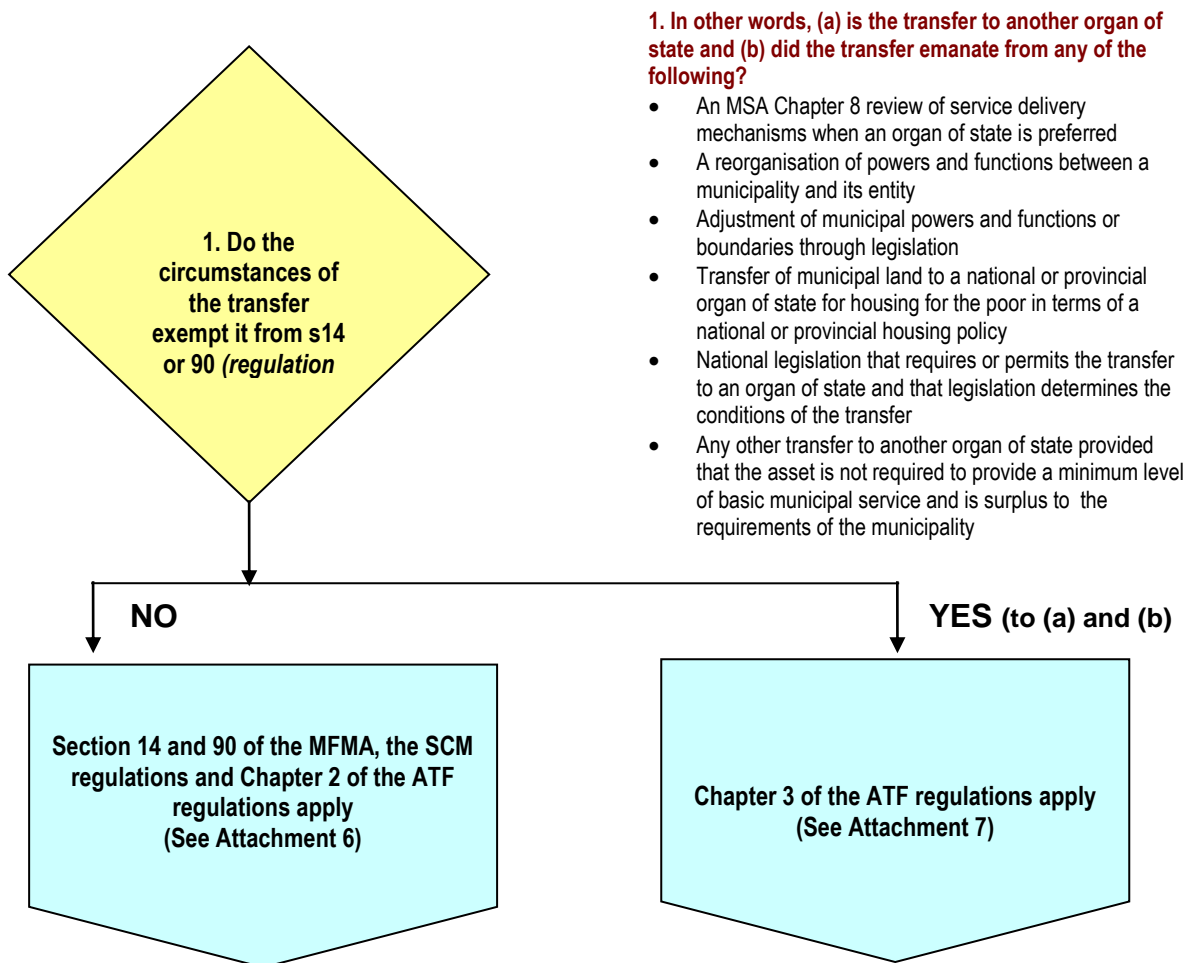 1. In other words, (a) is the transfer to another organ of
state and (b) did the transfer emanate from any of the
following?
• An MSA Chapter 8 review of service delivery
mechanisms when an organ of state is preferred
• A reorganisation of powers and functions between a
municipality and its entity
• Adjustment of municipal powers and functions or
boundaries through legislation
• Transfer of municipal land to a national or provincial
organ of state for housing for the poor in terms of a
national or provincial housing policy
• National legislation that requires or permits the transfer
to an organ of state and that legislation determines the
conditions of the transfer
• Any other transfer to another organ of state provided
that the asset is not required to provide a minimum level
of basic municipal service and is surplus to the
requirements of the municipality
1. Do the
circumstances of
the transfer
exempt it from s14
or 90 (regulation
NO
YES (to (a) and (b)
Section 14 and 90 of the MFMA, the SCM
regulations and Chapter 2 of the ATF
regulations apply
(See Attachment 6)
Chapter 3 of the ATF regulations apply
(See Attachment 7)